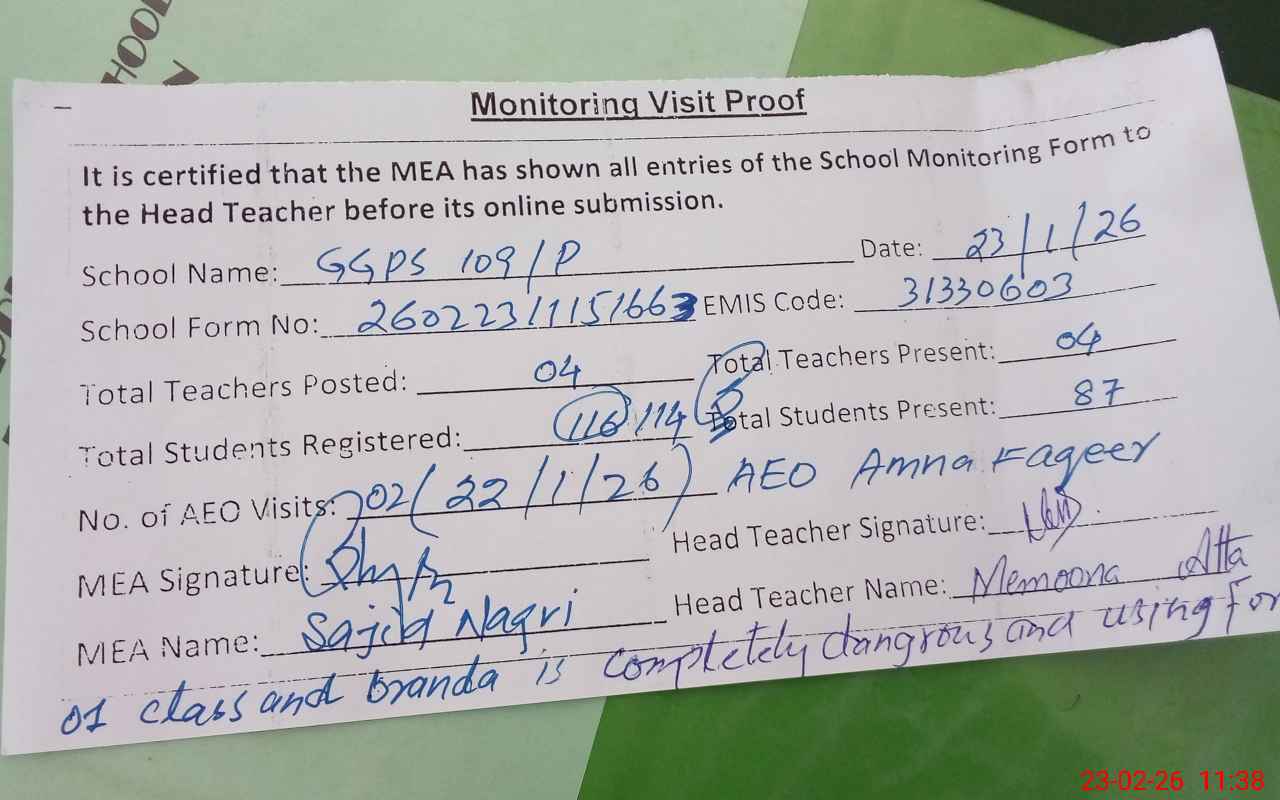 HOOL
Monitoring Visit Proof
It is certified that the MEA has shown all entries of the School Monitoring Form to
the Head Teacher before its online submission.
School Name: GGPS 109/P Date: 23/1/26
School Form No: 260223111511663 EMIS Code: 31330603
Total Teachers Posted: 04 Total Teachers Present: 04
Total Students Registered: 116/114 Total Students Present: 87
No. of AEO Visits: 02 (22/1/26) AEO Amna Faqeer
MEA Signature: Head Teacher Signature:
MEA Name: Sajid Naqri Head Teacher Name: Memoona Atta
01 class and branda is completely dangrous and using for
23-02-26 11:38